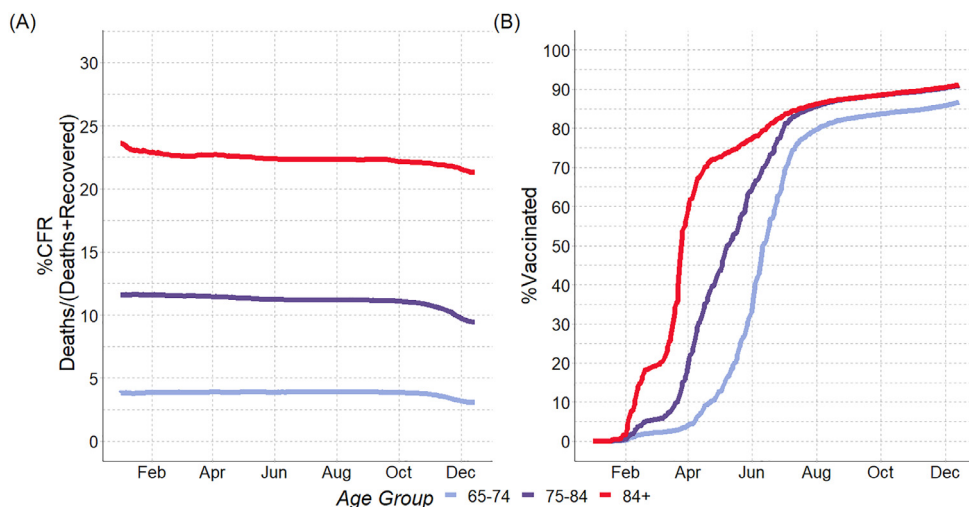 (A)
(B)
%CFR
Deaths/(Deaths+Recovered)
30
25
20
15
10
5
0
Feb Apr Jun Aug Oct Dec
%Vaccinated
100
90
80
70
60
50
40
30
20
10
0
Feb Apr Jun Aug Oct Dec
Age Group 65-74 75-84 84+